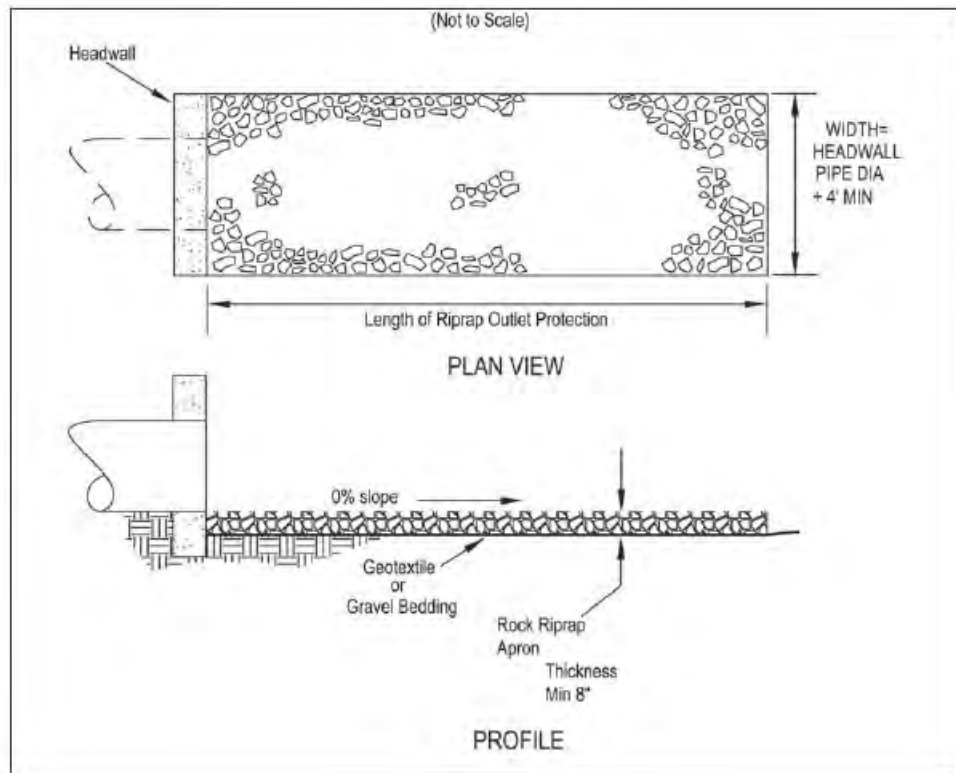 (Not to Scale)
Headwall
WIDTH=
HEADWALL
PIPE DIA
+ 4' MIN
Length of Riprap Outlet Protection
PLAN VIEW
0% slope
Geotextile
or
Gravel Bedding
Rock Riprap
Apron
Thickness
Min 8"
PROFILE